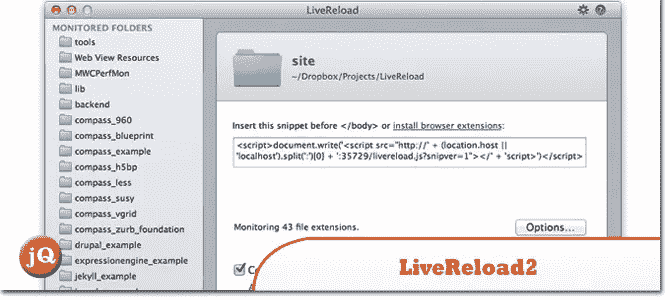 LiveReload
MONITORED FOLDERS
tools
Web View Resources
MWCPerfMon
lib
backend
compass_960
compass_blueprint
compass_example
compass_h5bp
compass_less
compass_susy
compass_vgrid
compass_zurb_foundation
drupal_example
expressionengine_example
jekyll_example
site
~/Dropbox/Projects/LiveReload
Insert this snippet before </body> or install browser extensions:
<script>document.write('<script src="http://' + (location.host ||
'localhost').split(':')[0] + ':35729/livereload.js?snipver=1"></' + 'script>')</script>
Monitoring 43 file extensions.
Options...
jQ
LiveReload2